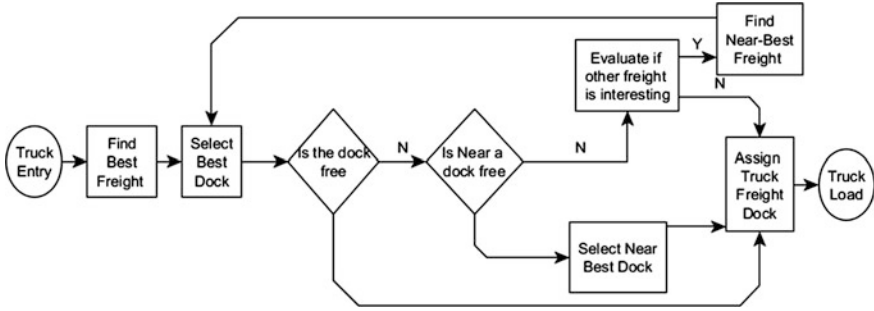 Truck
Entry
Find
Best
Freight
Select
Best
Dock
Is the dock
free
N
Is Near a
dock free
N
Evaluate if
other freight
is interesting
Y
N
Find
Near-Best
Freight
Select Near
Best Dock
Assign
Truck
Freight
Dock
Truck
Load